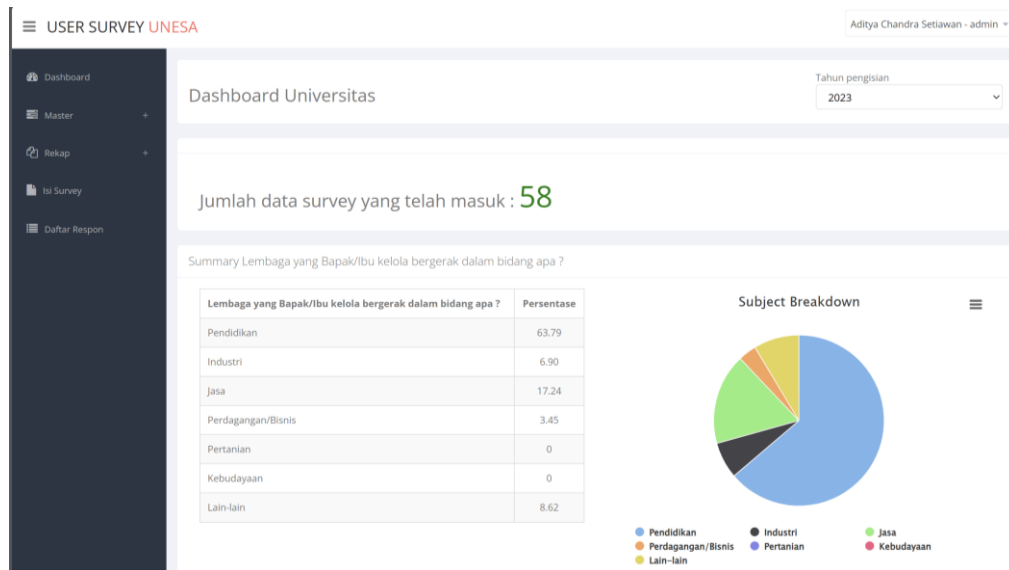 USER SURVEY UNESA
Aditya Chandra Setiawan - admin
Dashboard
Master +
Rekap +
Isi Survey
Daftar Respon
Dashboard Universitas
Tahun pengisian
2023
Jumlah data survey yang telah masuk : 58
Summary Lembaga yang Bapak/Ibu kelola bergerak dalam bidang apa ?
Lembaga yang Bapak/Ibu kelola bergerak dalam bidang apa ? Persentase
Pendidikan 63.79
Industri 6.90
Jasa 17.24
Perdagangan/Bisnis 3.45
Pertanian 0
Kebudayaan 0
Lain-lain 8.62
Subject Breakdown
Pendidikan Industri Jasa
Perdagangan/Bisnis Pertanian Kebudayaan
Lain-lain